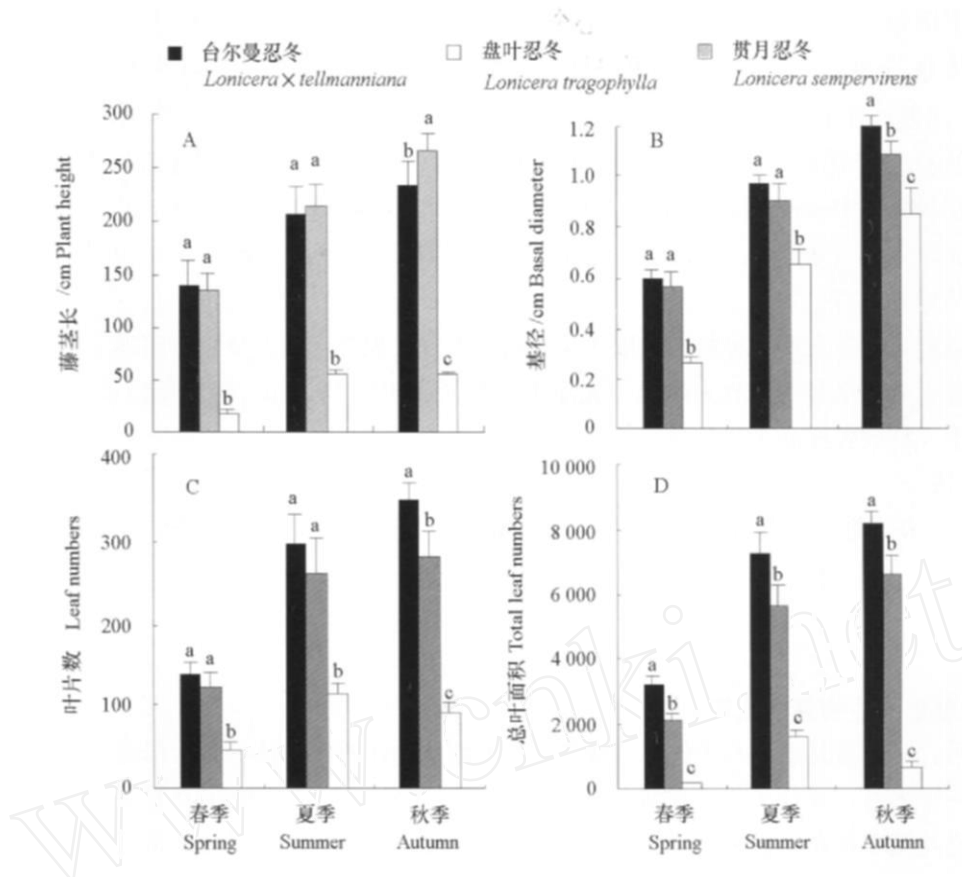 台尔曼忍冬 盘叶忍冬 贯月忍冬
Lonicera×tellmanniana Lonicera tragophylla Lonicera sempervirens
A
藤茎长 /cm Plant height
300
250
200
150
100
50
0
a a b
a a b
b a c
B
基径 /cm Basal diameter
1.2
1.0
0.8
0.6
0.4
0.2
0
a a b
a a b
a b c
C
叶片数 Leaf numbers
400
300
200
100
0
a a b
a a b
a b c
春季 夏季 秋季
Spring Summer Autumn
D
总叶面积 Total leaf numbers
10 000
8 000
6 000
4 000
2 000
0
a b c
a b c
a b c
春季 夏季 秋季
Spring Summer Autumn
www.cnki.net